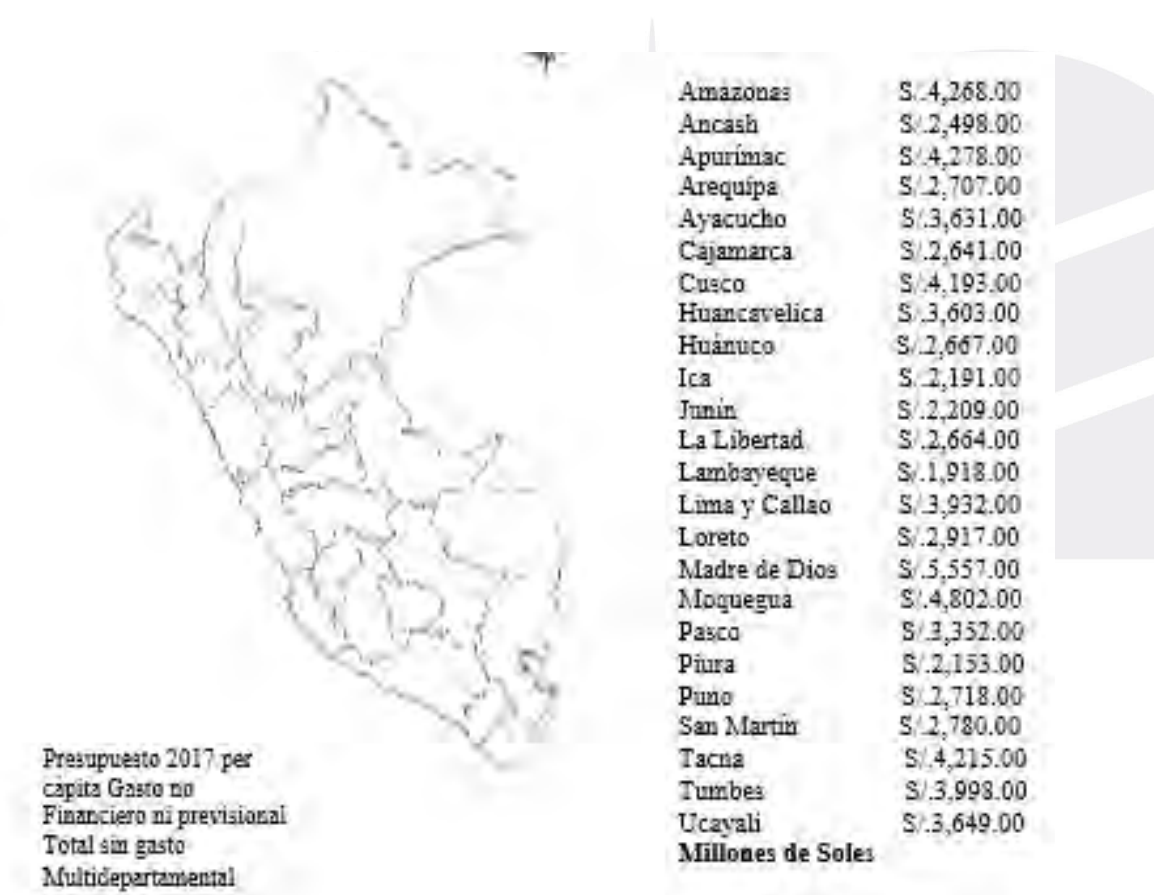 Amazonas S/.4,268.00
Ancash S/.2,498.00
Apurímac S/.4,278.00
Arequipa S/.2,707.00
Ayacucho S/.3,631.00
Cajamarca S/.2,641.00
Cusco S/.4,193.00
Huancavelica S/.3,603.00
Huánuco S/.2,667.00
Ica S/.2,191.00
Junín S/.2,209.00
La Libertad S/.2,664.00
Lambayeque S/.1,918.00
Lima y Callao S/.3,932.00
Loreto S/.2,917.00
Madre de Dios S/.5,557.00
Moquegua S/.4,802.00
Pasco S/.3,352.00
Piura S/.2,153.00
Puno S/.2,718.00
San Martín S/.2,780.00
Tacna S/.4,215.00
Tumbes S/.3,998.00
Ucayali S/.3,649.00
Millones de Soles
Presupuesto 2017 per
capita Gasto no
Financiero ni previsional
Total sin gasto
Multidepartamental